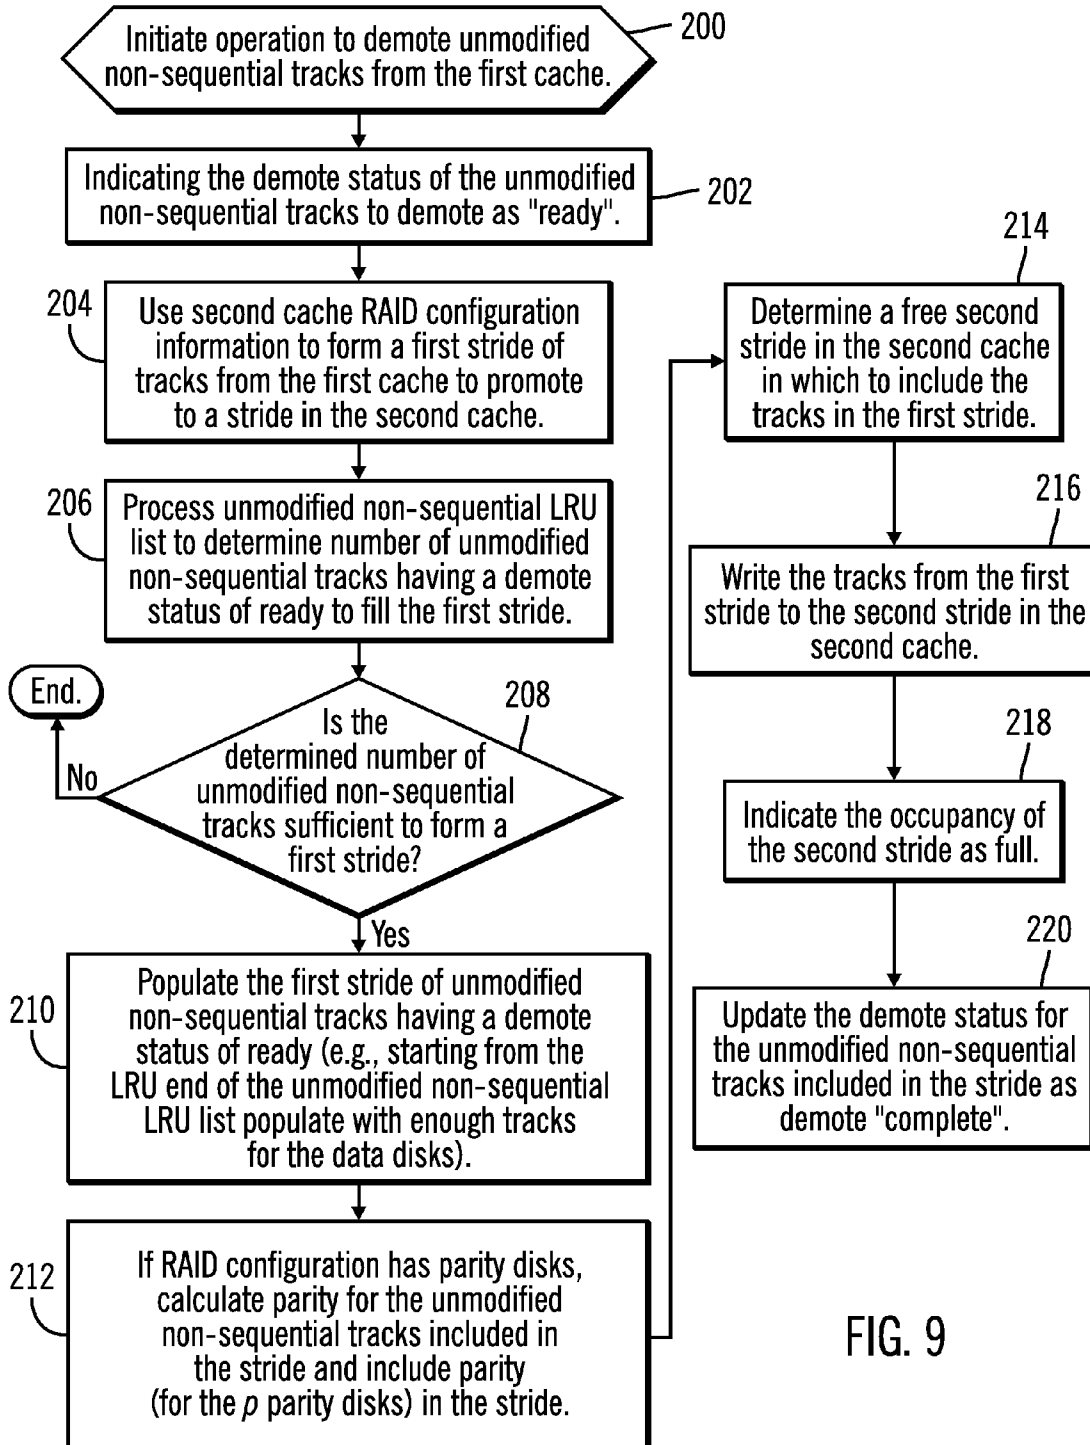 Initiate operation to demote unmodified
non-sequential tracks from the first cache.
200
Indicating the demote status of the unmodified
non-sequential tracks to demote as "ready".
202
204
Use second cache RAID configuration
information to form a first stride of
tracks from the first cache to promote
to a stride in the second cache.
206
Process unmodified non-sequential LRU
list to determine number of unmodified
non-sequential tracks having a demote
status of ready to fill the first stride.
End.
No
208
Is the
determined number of
unmodified non-sequential
tracks sufficient to form a
first stride?
Yes
210
Populate the first stride of unmodified
non-sequential tracks having a demote
status of ready (e.g., starting from the
LRU end of the unmodified non-sequential
LRU list populate with enough tracks
for the data disks).
212
If RAID configuration has parity disks,
calculate parity for the unmodified
non-sequential tracks included in
the stride and include parity
(for the p parity disks) in the stride.
214
Determine a free second
stride in the second cache
in which to include the
tracks in the first stride.
216
Write the tracks from the first
stride to the second stride in the
second cache.
218
Indicate the occupancy of
the second stride as full.
220
Update the demote status for
the unmodified non-sequential
tracks included in the stride as
demote "complete".
FIG. 9